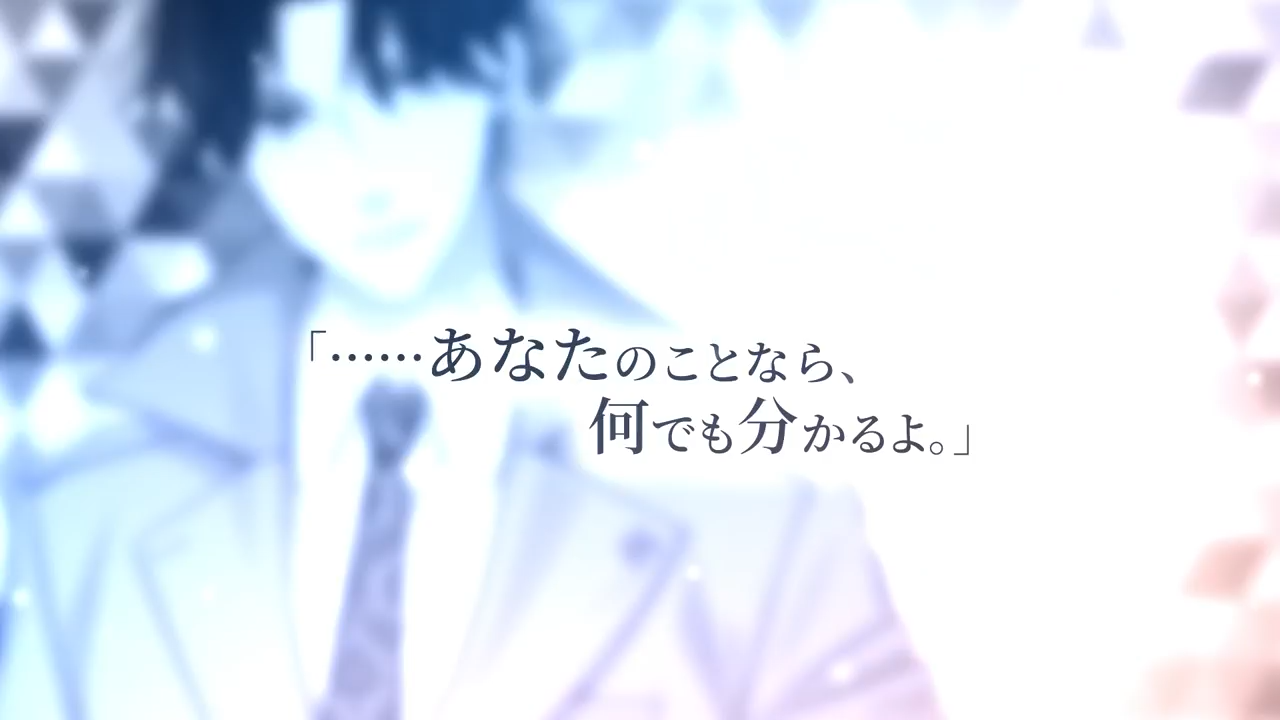 「……あなたのことなら、
何でも分かるよ。」